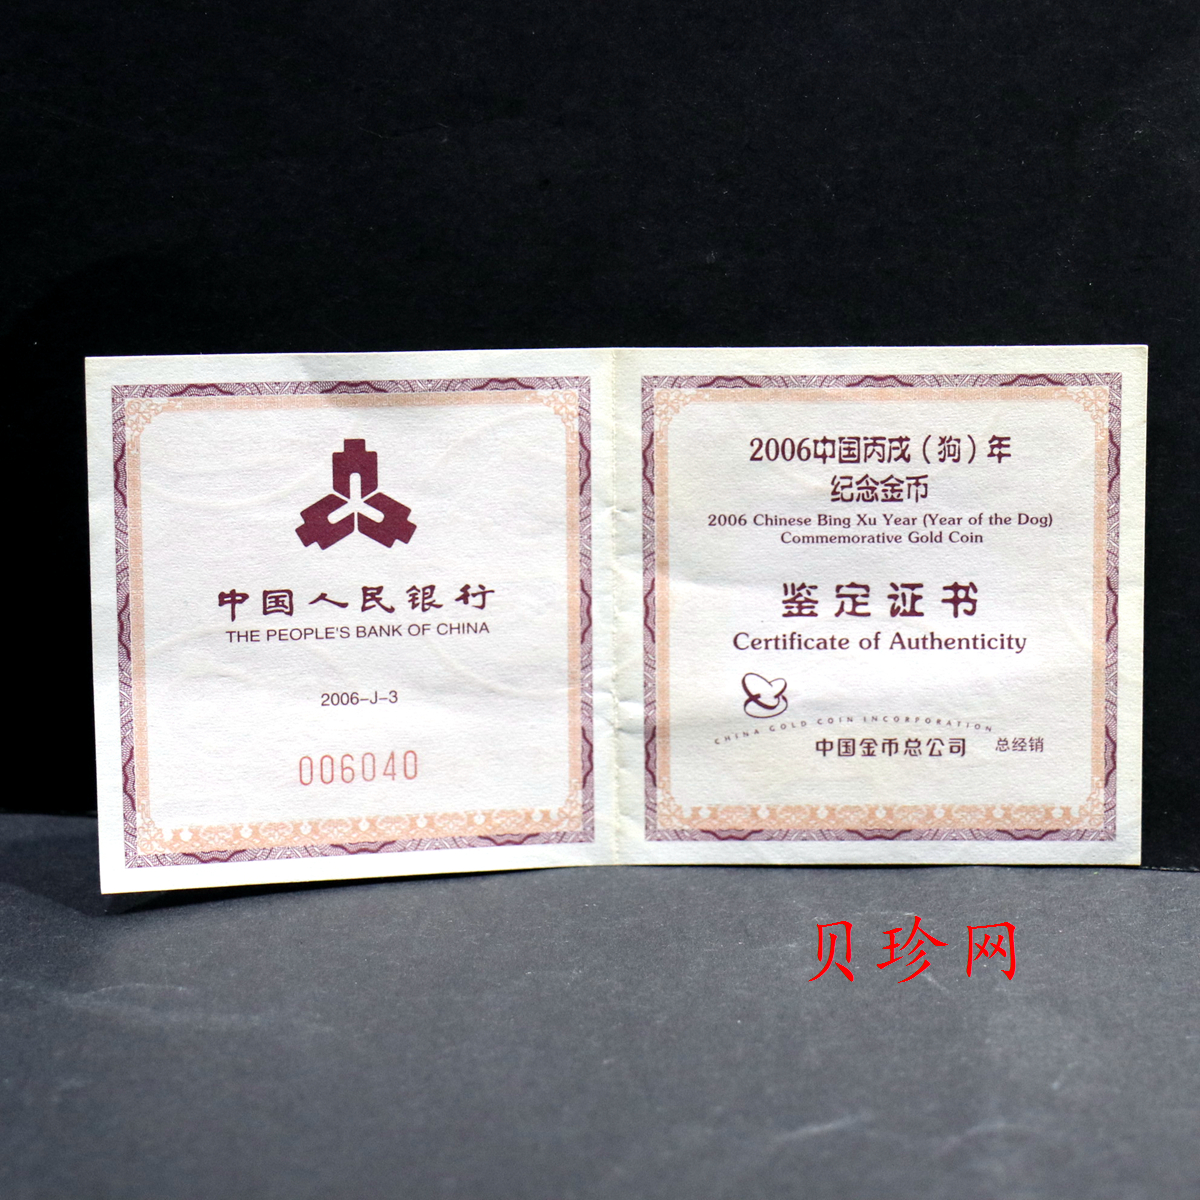 中国人民银行
THE PEOPLE'S BANK OF CHINA
2006-J-3
006040
2006中国丙戌（狗）年
纪念金币
2006 Chinese Bing Xu Year (Year of the Dog)
Commemorative Gold Coin
鉴定证书
Certificate of Authenticity
CHINA GOLD COIN INCORPORATION
中国金币总公司 总经销
贝珍网